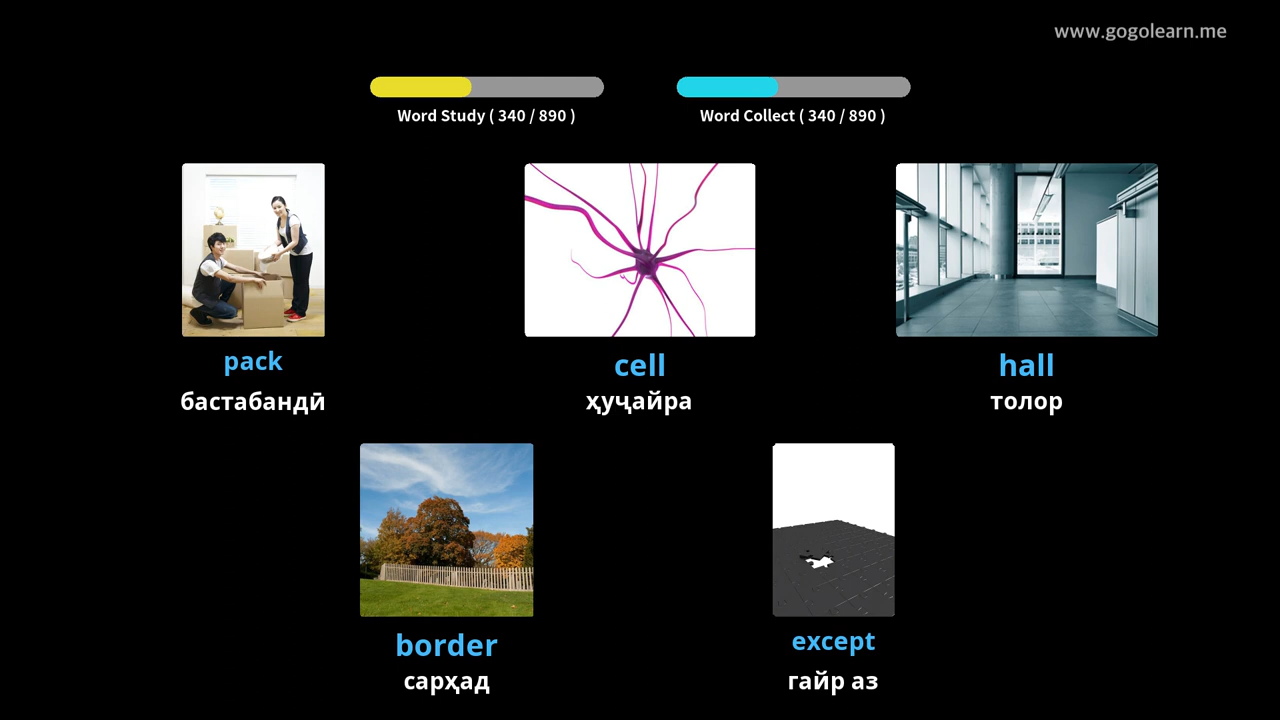 www.gogolearn.me
Word Study ( 340 / 890 )
Word Collect ( 340 / 890 )
pack
бастабандӣ
cell
ҳуҷайра
hall
толор
border
сарҳад
except
гайр аз